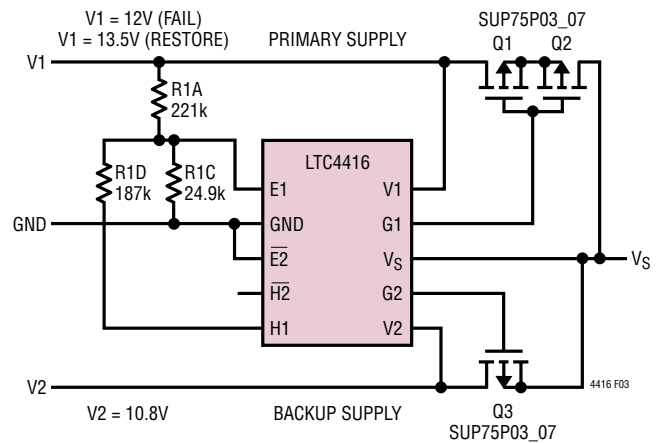 V1 = 12V (FAIL)
V1 = 13.5V (RESTORE)
PRIMARY SUPPLY
SUP75P03_07
Q1
Q2
V1
R1A
221k
R1D
187k
R1C
24.9k
LTC4416
E1
V1
GND
GND
G1
E2
VS
VS
H2
G2
H1
V2
V2
4416 F03
V2 = 10.8V
BACKUP SUPPLY
Q3
SUP75P03_07